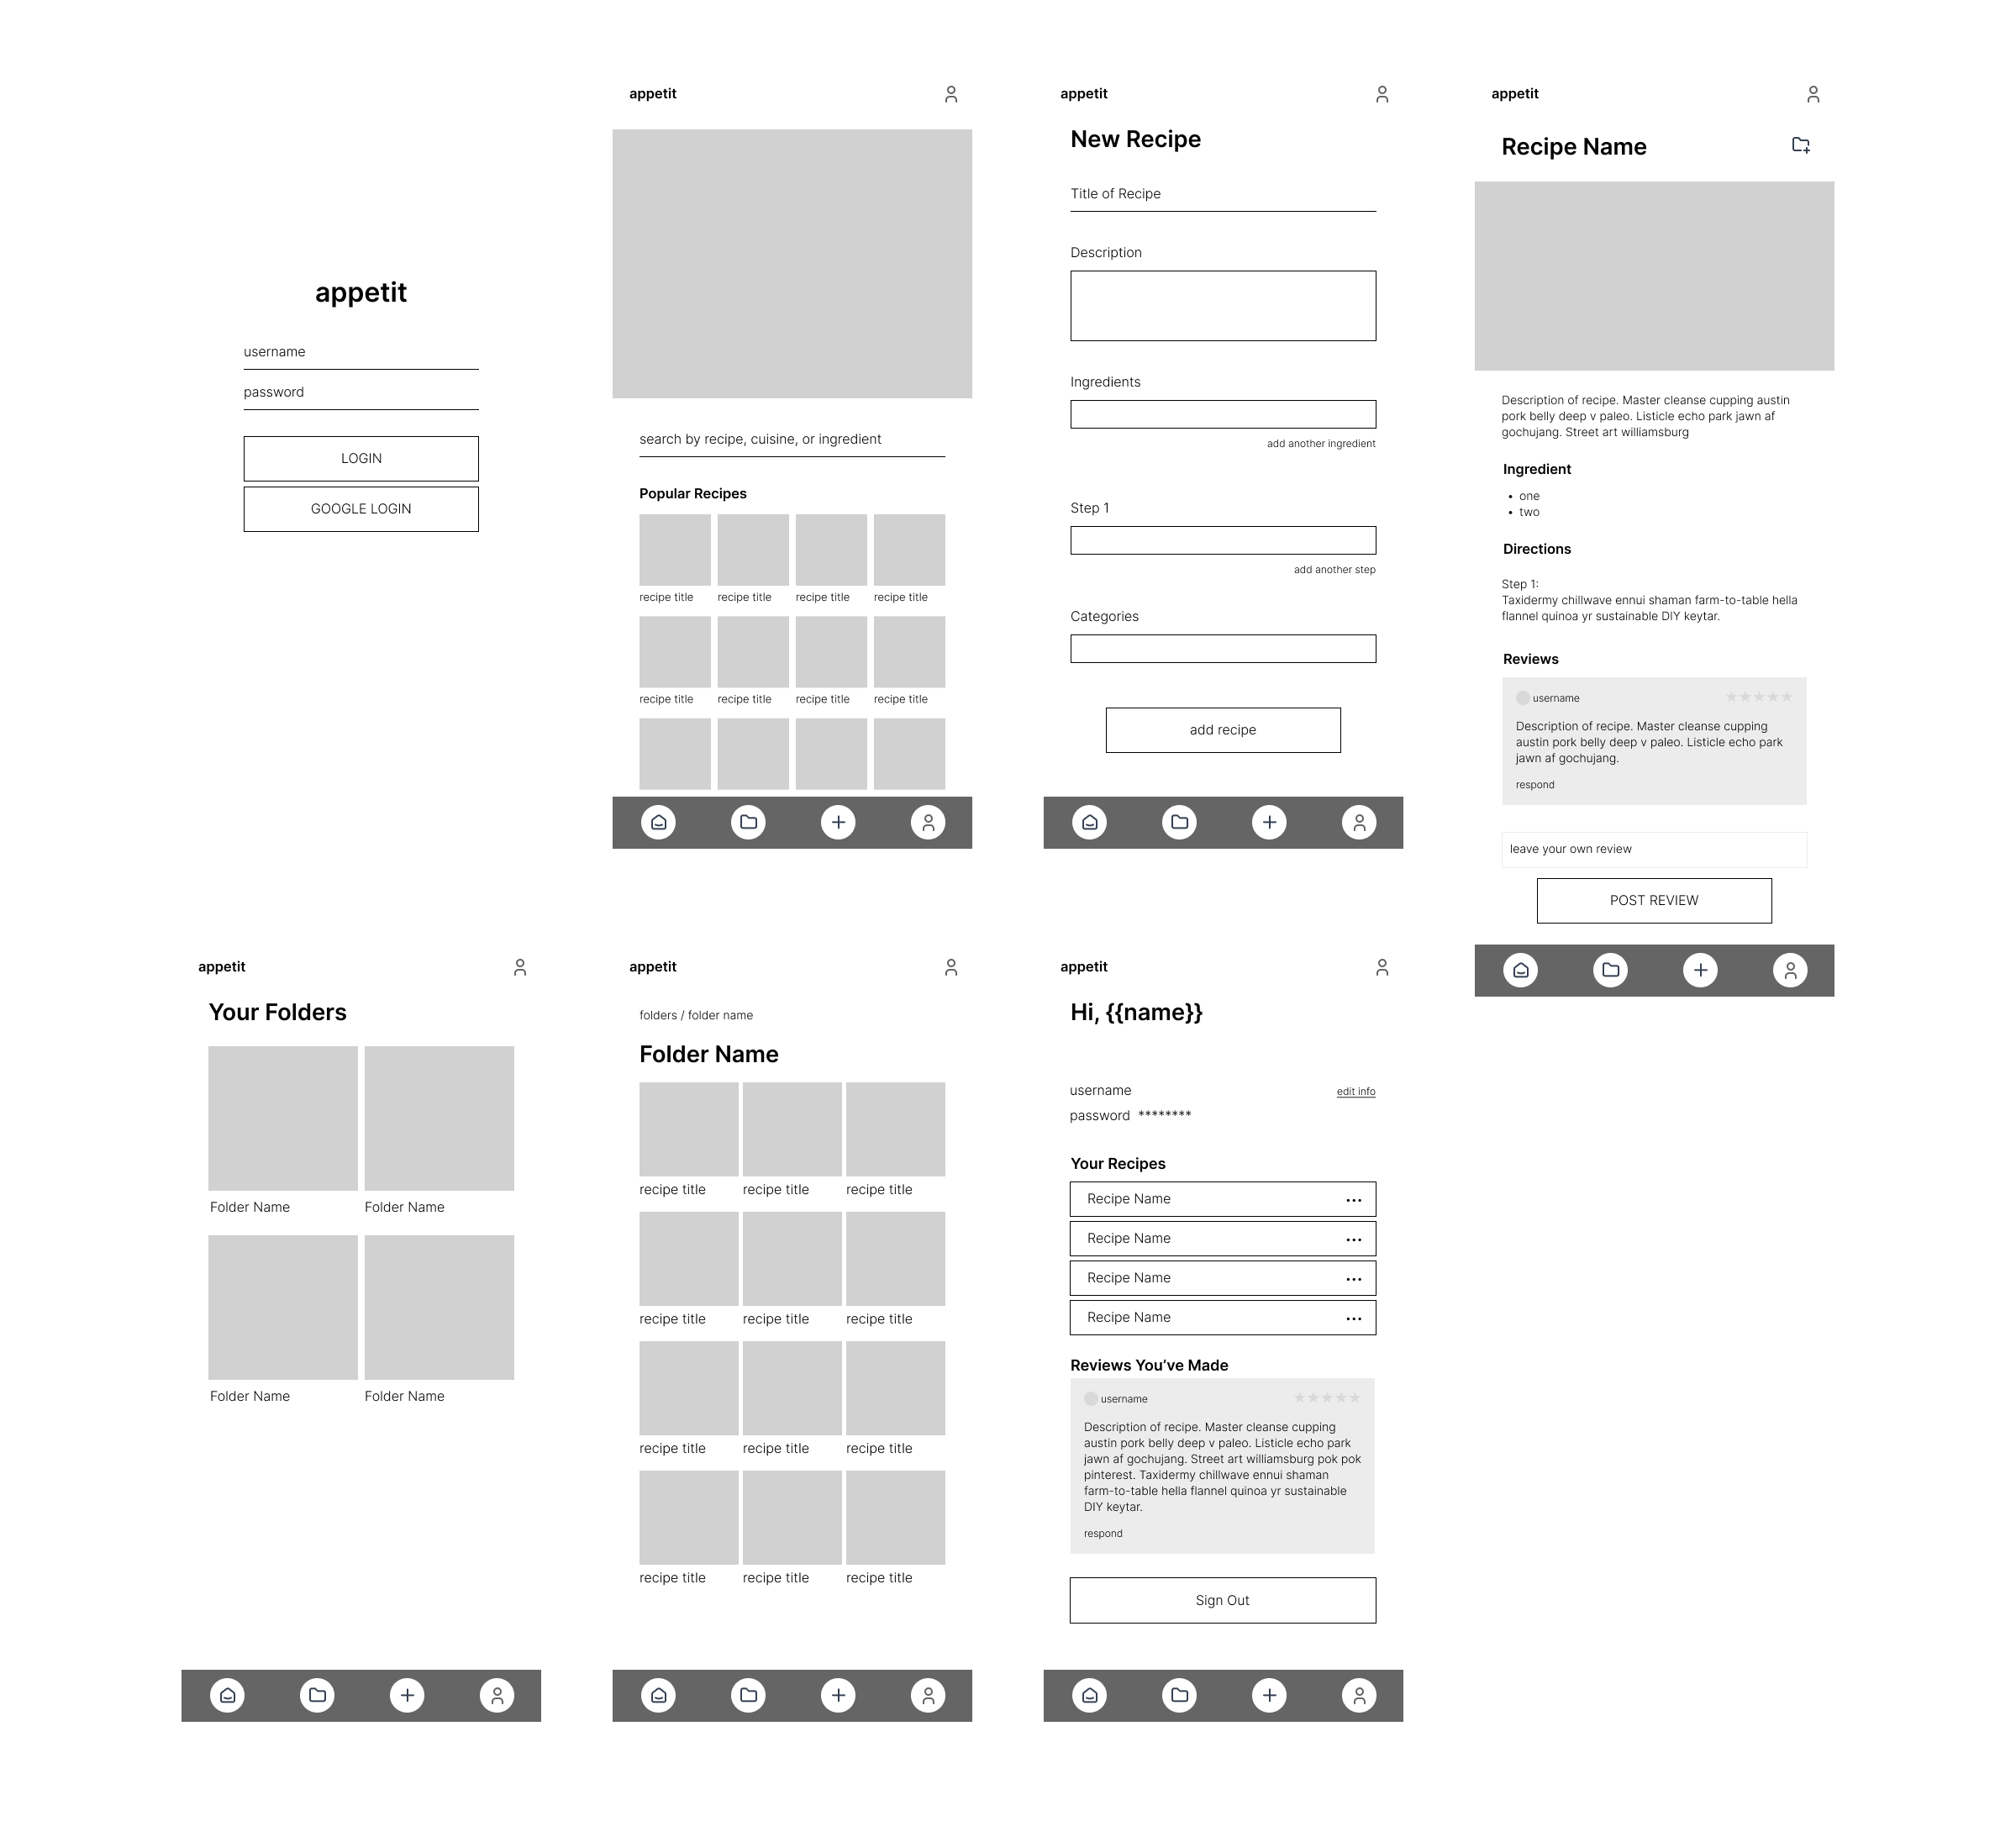 appetit
username
password
LOGIN
GOOGLE LOGIN
appetit
search by recipe, cuisine, or ingredient
Popular Recipes
recipe title recipe title recipe title recipe title
recipe title recipe title recipe title recipe title
appetit
New Recipe
Title of Recipe
Description
Ingredients
add another ingredient
Step 1
add another step
Categories
add recipe
appetit
Recipe Name
Description of recipe. Master cleanse cupping austin
pork belly deep v paleo. Listicle echo park jawn af
gochujang. Street art williamsburg
Ingredient
• one
• two
Directions
Step 1:
Taxidermy chillwave ennui shaman farm-to-table hella
flannel quinoa yr sustainable DIY keytar.
Reviews
username
Description of recipe. Master cleanse cupping
austin pork belly deep v paleo. Listicle echo park
jawn af gochujang.
respond
leave your own review
POST REVIEW
appetit
Your Folders
Folder Name Folder Name
Folder Name Folder Name
appetit
folders / folder name
Folder Name
recipe title recipe title recipe title
recipe title recipe title recipe title
recipe title recipe title recipe title
recipe title recipe title recipe title
appetit
Hi, {{name}}
username edit info
password ********
Your Recipes
Recipe Name ...
Recipe Name ...
Recipe Name ...
Recipe Name ...
Reviews You’ve Made
username
Description of recipe. Master cleanse cupping
austin pork belly deep v paleo. Listicle echo park
jawn af gochujang. Street art williamsburg pok pok
pinterest. Taxidermy chillwave ennui shaman
farm-to-table hella flannel quinoa yr sustainable
DIY keytar.
respond
Sign Out